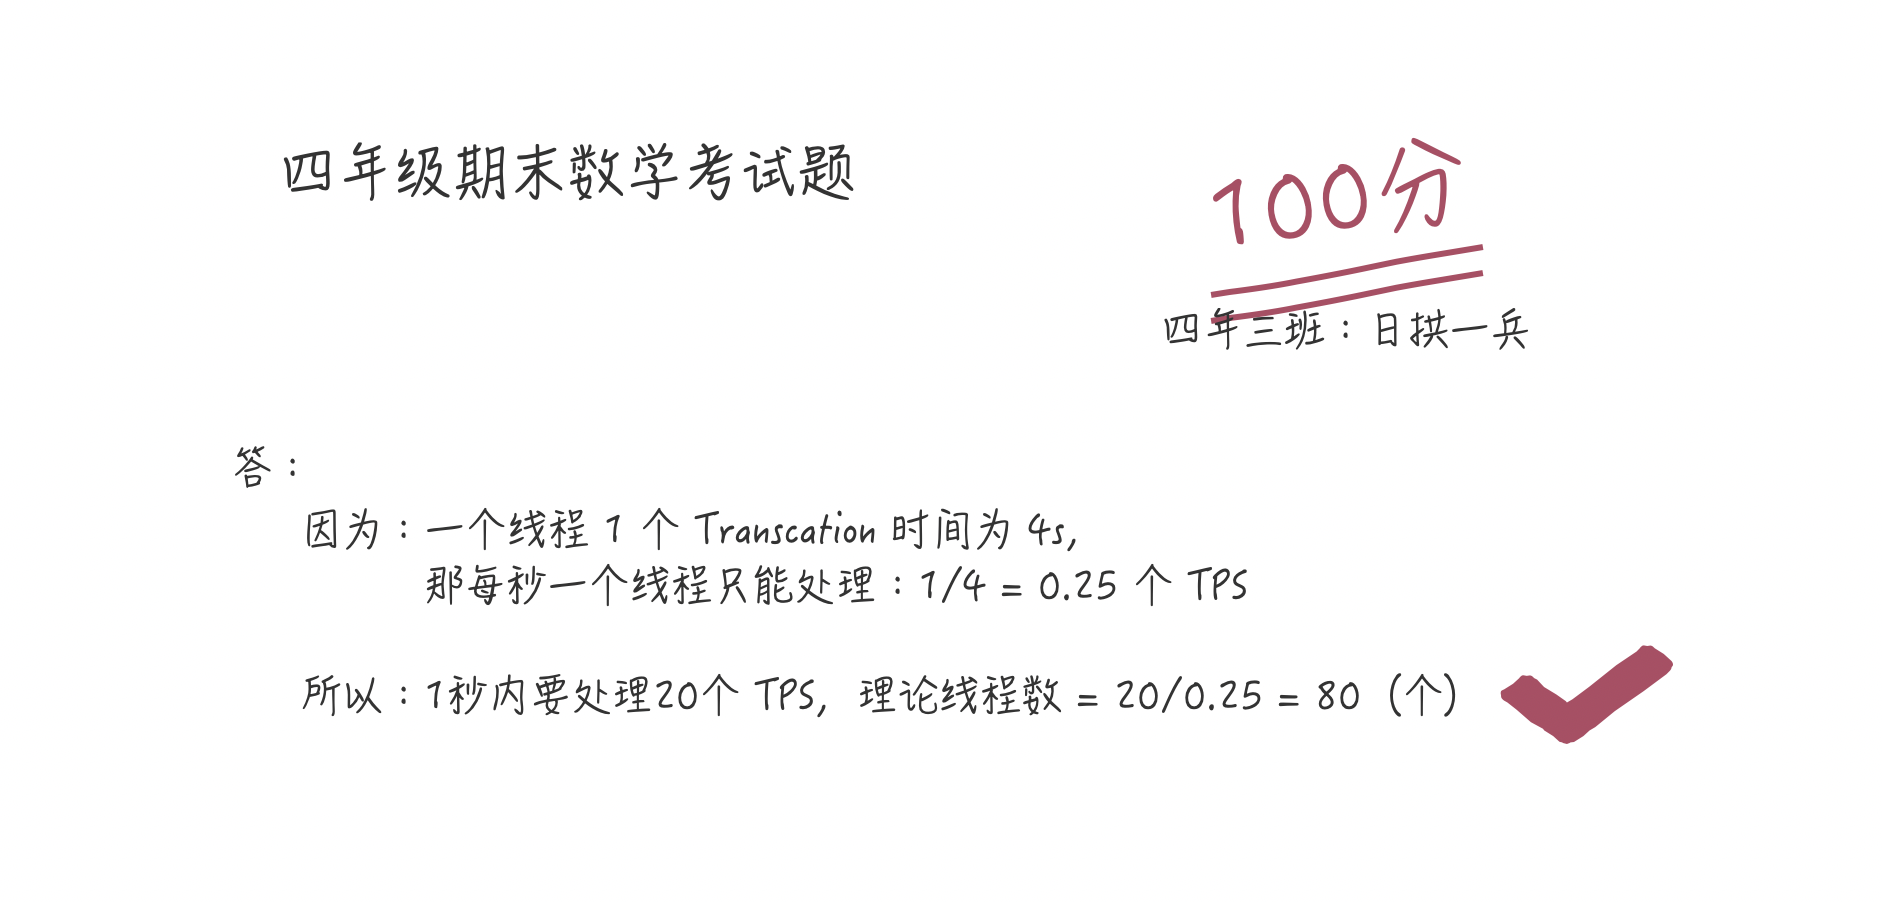 四年级期末数学考试题
100分
四年三班：日拱一兵
答：
因为：一个线程 1 个 Transcation 时间为 4s,
那每秒一个线程只能处理：1/4 = 0.25 个 TPS
所以：1秒内要处理20个 TPS，理论线程数 = 20/0.25 = 80（个）